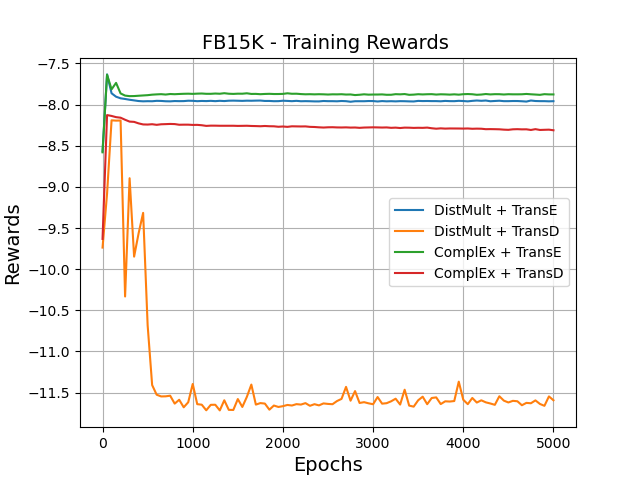 FB15K - Training Rewards
Rewards
−7.5
−8.0
−8.5
−9.0
−9.5
−10.0
−10.5
−11.0
−11.5
DistMult + TransE
DistMult + TransD
ComplEx + TransE
ComplEx + TransD
0
1000
2000
3000
4000
5000
Epochs